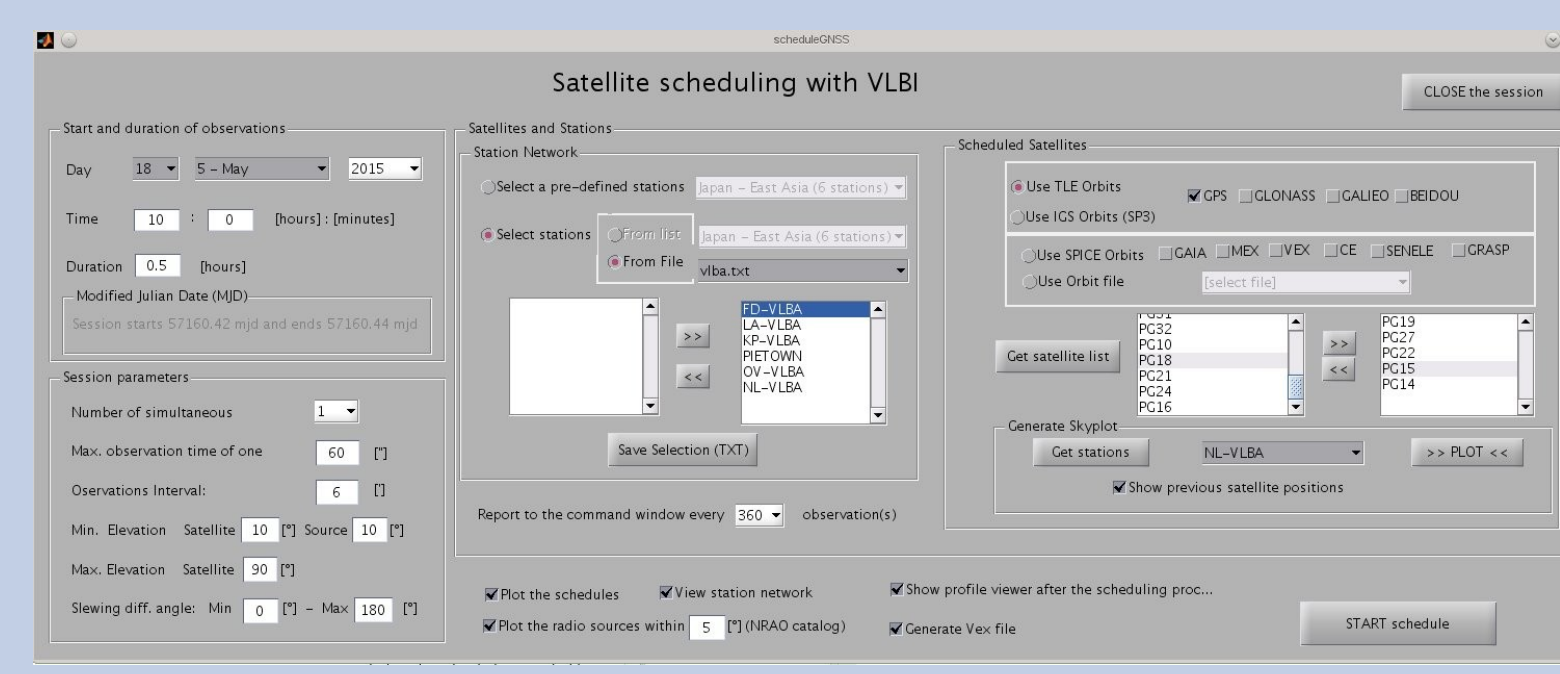 scheduleGNSS
Satellite scheduling with VLBI
CLOSE the session
Start and duration of observations
Day 18 5 – May 2015
Time 10 : 0 [hours] : [minutes]
Duration 0.5 [hours]
Modified Julian Date (MJD)
Session starts 57160.42 mjd and ends 57160.44 mjd
Session parameters
Number of simultaneous 1
Max. observation time of one 60 ["]
Oservations Interval: 6 [']
Min. Elevation Satellite 10 [°] Source 10 [°]
Max. Elevation Satellite 90 [°]
Slewing diff. angle: Min 0 [°] – Max 180 [°]
Satellites and Stations
Station Network
Select a pre-defined stations Japan – East Asia (6 stations)
Select stations From list Japan – East Asia (6 stations)
From File vlba.txt
>>
<<
FD-VLBA
LA-VLBA
KP-VLBA
PIETOWN
OV-VLBA
NL-VLBA
Save Selection (TXT)
Report to the command window every 360 observation(s)
Scheduled Satellites
Use TLE Orbits GPS GLONASS GALIEO BEIDOU
Use IGS Orbits (SP3)
Use SPICE Orbits GAIA MEX VEX CE SENELE GRASP
Use Orbit file [select file]
Get satellite list
PG31
PG32
PG10
PG18
PG21
PG24
PG16
>>
<<
PG19
PG27
PG22
PG15
PG14
Generate Skyplot
Get stations NL-VLBA >> PLOT <<
Show previous satellite positions
Plot the schedules View station network Show profile viewer after the scheduling proc...
Plot the radio sources within 5 [°] (NRAO catalog) Generate Vex file
START schedule